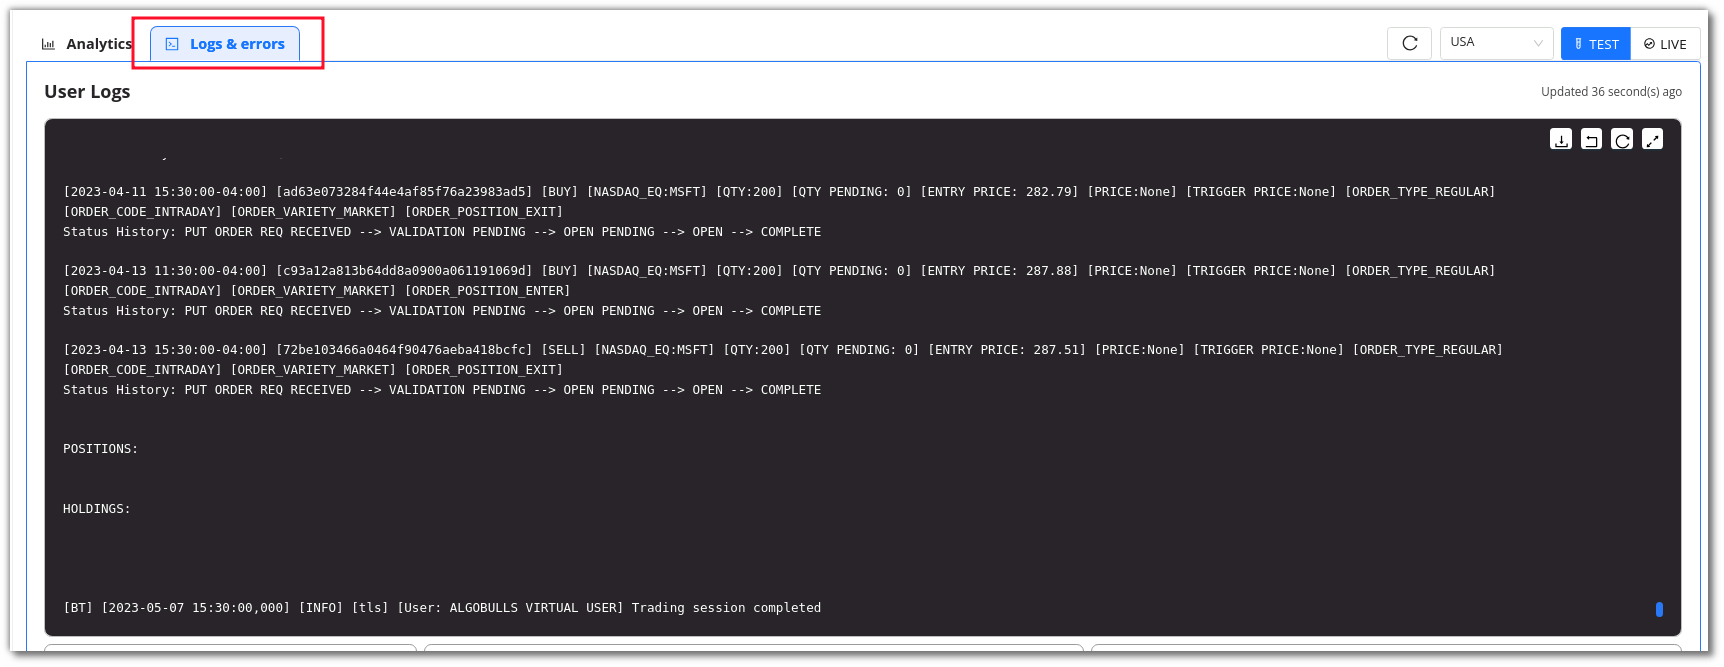 Analytics
Logs & errors
USA
TEST
LIVE
User Logs
Updated 36 second(s) ago
[2023-04-11 15:30:00-04:00] [ad63e073284f44e4af85f76a23983ad5] [BUY] [NASDAQ_EQ:MSFT] [QTY:200] [QTY PENDING: 0] [ENTRY PRICE: 282.79] [PRICE:None] [TRIGGER PRICE:None] [ORDER_TYPE_REGULAR]
[ORDER_CODE_INTRADAY] [ORDER_VARIETY_MARKET] [ORDER_POSITION_EXIT]
Status History: PUT ORDER REQ RECEIVED --> VALIDATION PENDING --> OPEN PENDING --> OPEN --> COMPLETE
[2023-04-13 11:30:00-04:00] [c93a12a813b64dd8a0900a061191069d] [BUY] [NASDAQ_EQ:MSFT] [QTY:200] [QTY PENDING: 0] [ENTRY PRICE: 287.88] [PRICE:None] [TRIGGER PRICE:None] [ORDER_TYPE_REGULAR]
[ORDER_CODE_INTRADAY] [ORDER_VARIETY_MARKET] [ORDER_POSITION_ENTER]
Status History: PUT ORDER REQ RECEIVED --> VALIDATION PENDING --> OPEN PENDING --> OPEN --> COMPLETE
[2023-04-13 15:30:00-04:00] [72be103466a0464f90476aeba418bcfc] [SELL] [NASDAQ_EQ:MSFT] [QTY:200] [QTY PENDING: 0] [ENTRY PRICE: 287.51] [PRICE:None] [TRIGGER PRICE:None] [ORDER_TYPE_REGULAR]
[ORDER_CODE_INTRADAY] [ORDER_VARIETY_MARKET] [ORDER_POSITION_EXIT]
Status History: PUT ORDER REQ RECEIVED --> VALIDATION PENDING --> OPEN PENDING --> OPEN --> COMPLETE
POSITIONS:
HOLDINGS:
[BT] [2023-05-07 15:30:00,000] [INFO] [tls] [User: ALGOBULLS VIRTUAL USER] Trading session completed